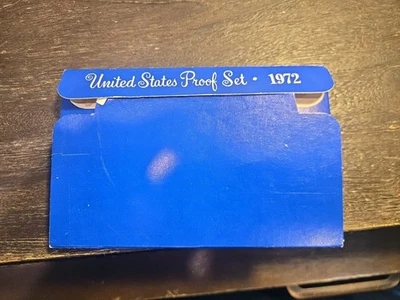 United States Proof Set • 1972